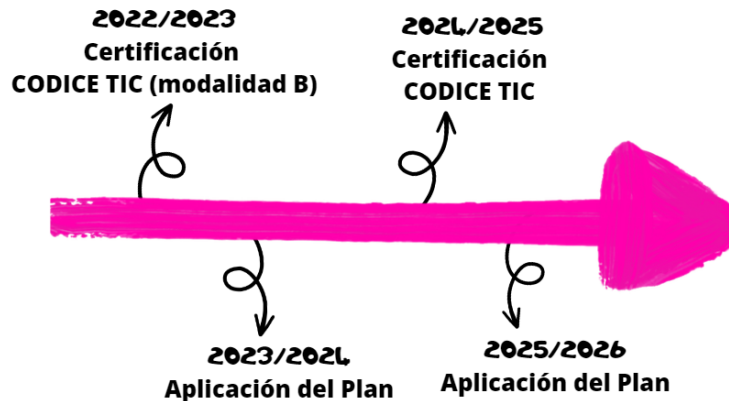 2022/2023
Certificación
CODICE TIC (modalidad B)
2024/2025
Certificación
CODICE TIC
2023/2024
Aplicación del Plan
2025/2026
Aplicación del Plan